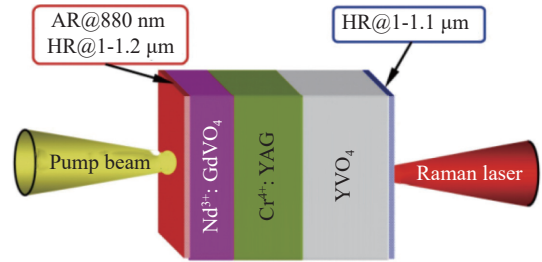 AR@880 nm
HR@1-1.2 μm
HR@1-1.1 μm
Pump beam
Nd³⁺: GdVO₄
Cr⁴⁺: YAG
YVO₄
Raman laser